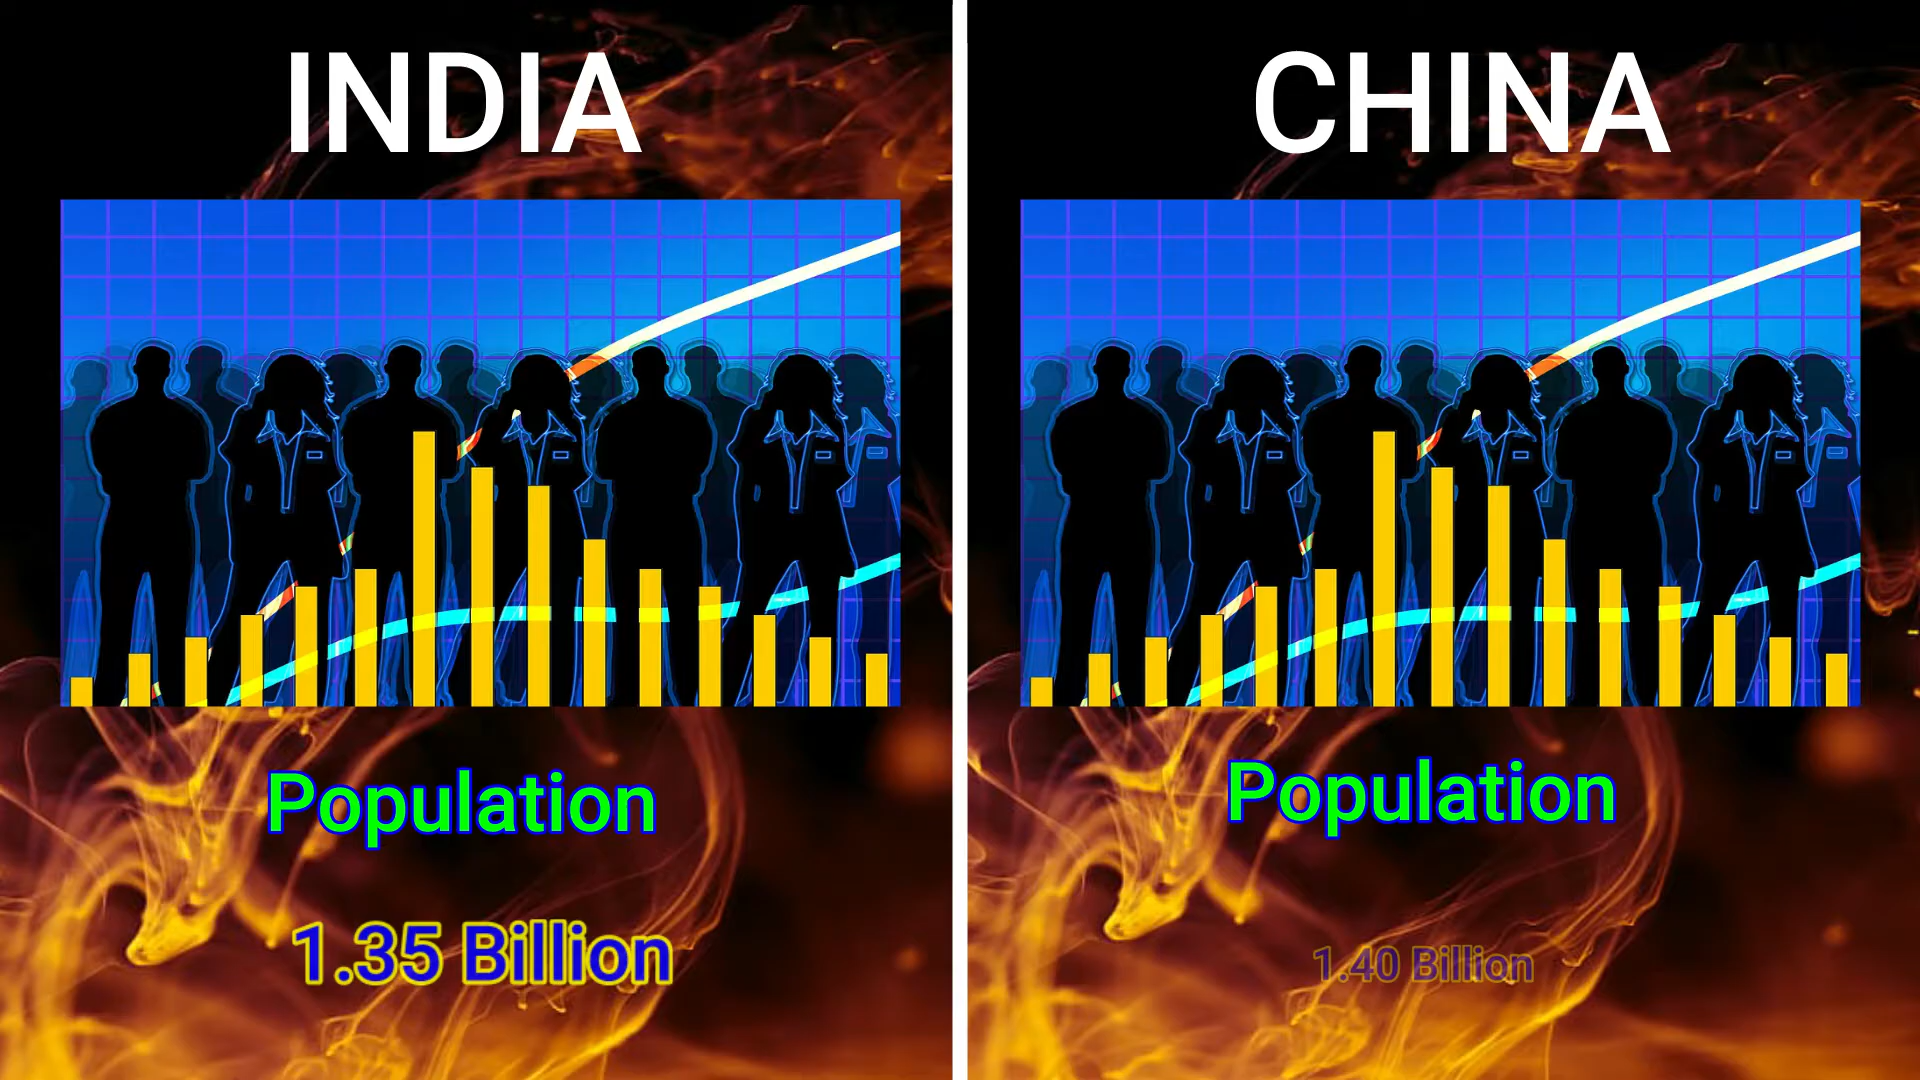 INDIA
Population
1.35 Billion
CHINA
Population
1.40 Billion